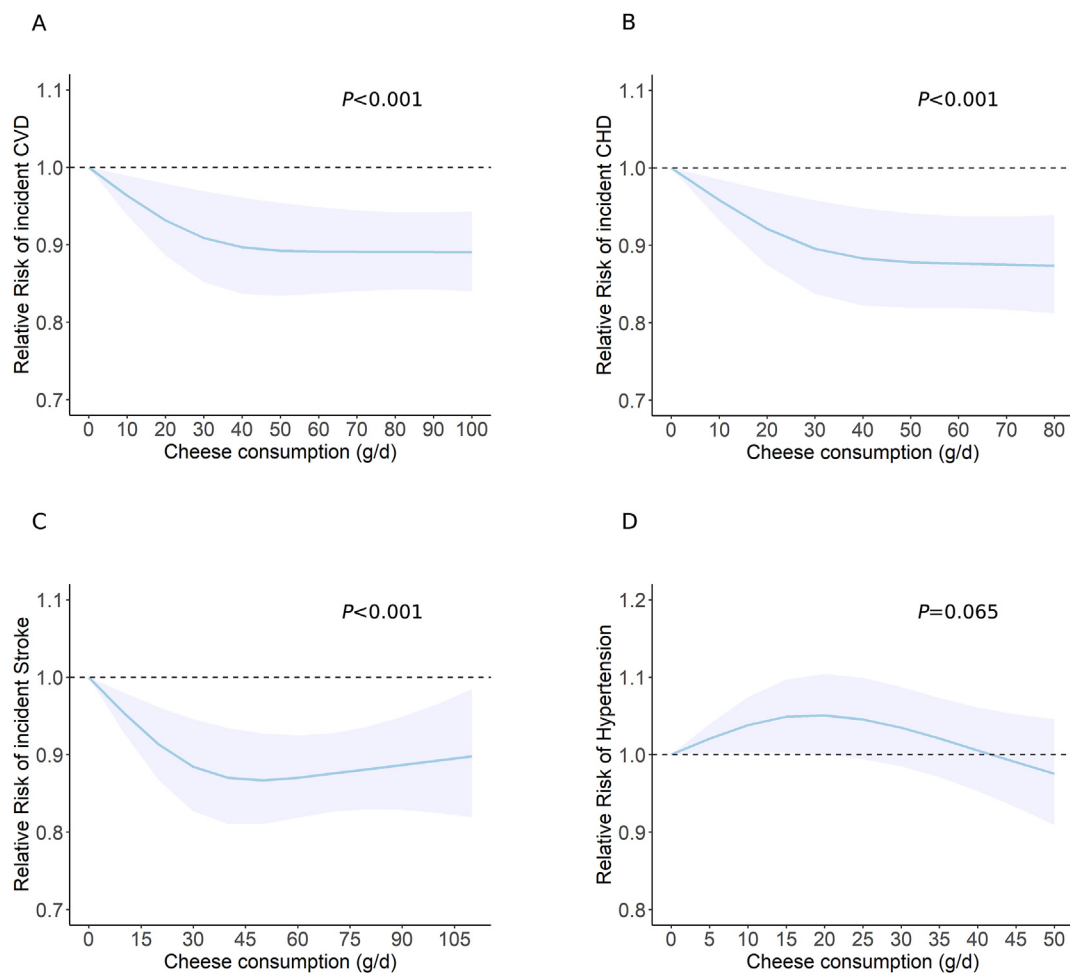 A
P<0.001
Relative Risk of incident CVD
1.1
1.0
0.9
0.8
0.7
0 10 20 30 40 50 60 70 80 90 100
Cheese consumption (g/d)
B
P<0.001
Relative Risk of incident CHD
1.1
1.0
0.9
0.8
0.7
0 10 20 30 40 50 60 70 80
Cheese consumption (g/d)
C
P<0.001
Relative Risk of incident Stroke
1.1
1.0
0.9
0.8
0.7
0 15 30 45 60 75 90 105
Cheese consumption (g/d)
D
P=0.065
Relative Risk of Hypertension
1.2
1.1
1.0
0.9
0.8
0 5 10 15 20 25 30 35 40 45 50
Cheese consumption (g/d)